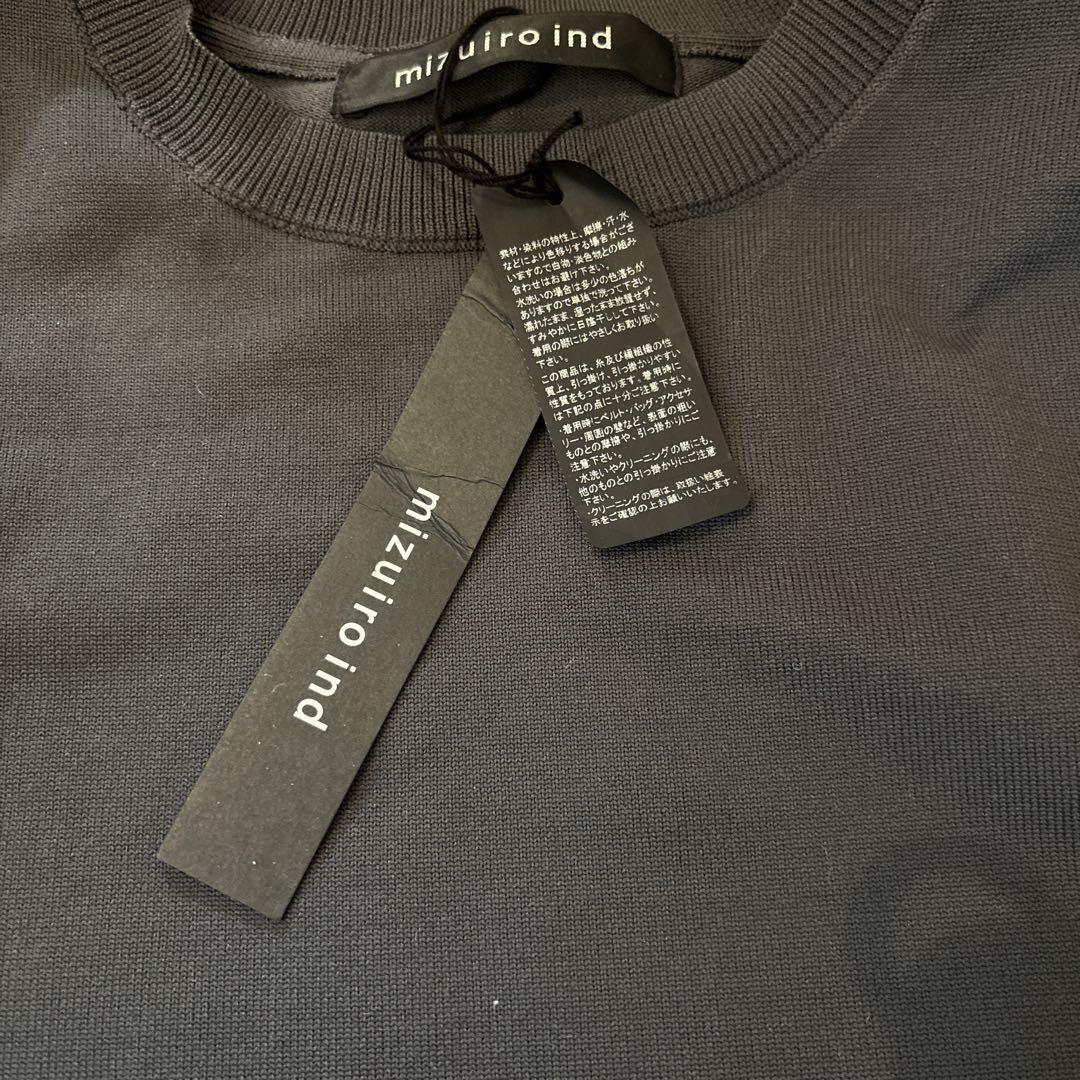 mizuiro ind
素材・染料の特性上、摩擦・汗・水
などにより色移りする場合がござ
いますので白物・淡色物との組み
合わせはお避け下さい。
水洗いの場合は多少の色落ちが
ありますので単独で洗って下さい。
濡れたまま、湿ったまま放置せず、
すみやかに日陰干しして下さい。
着用の際にはやさしくお取り扱い
下さい。
この商品は、糸及び編組織の性
質上、引っ掛け、引っ掛かりやすい
性質をもっております。着用時に
は下記の点に十分ご注意下さい。
・着用時にベルト・バッグ・アクセサ
リー・周囲の壁など、表面の粗い
ものとの摩擦や、引っ掛かりにご
注意下さい。
・水洗いやクリーニングの際にも、
他のものとの引っ掛かりにご注意
下さい。
・クリーニングの際は、取扱い絵表
示をご確認の上お願いいたします。
mizuiro ind